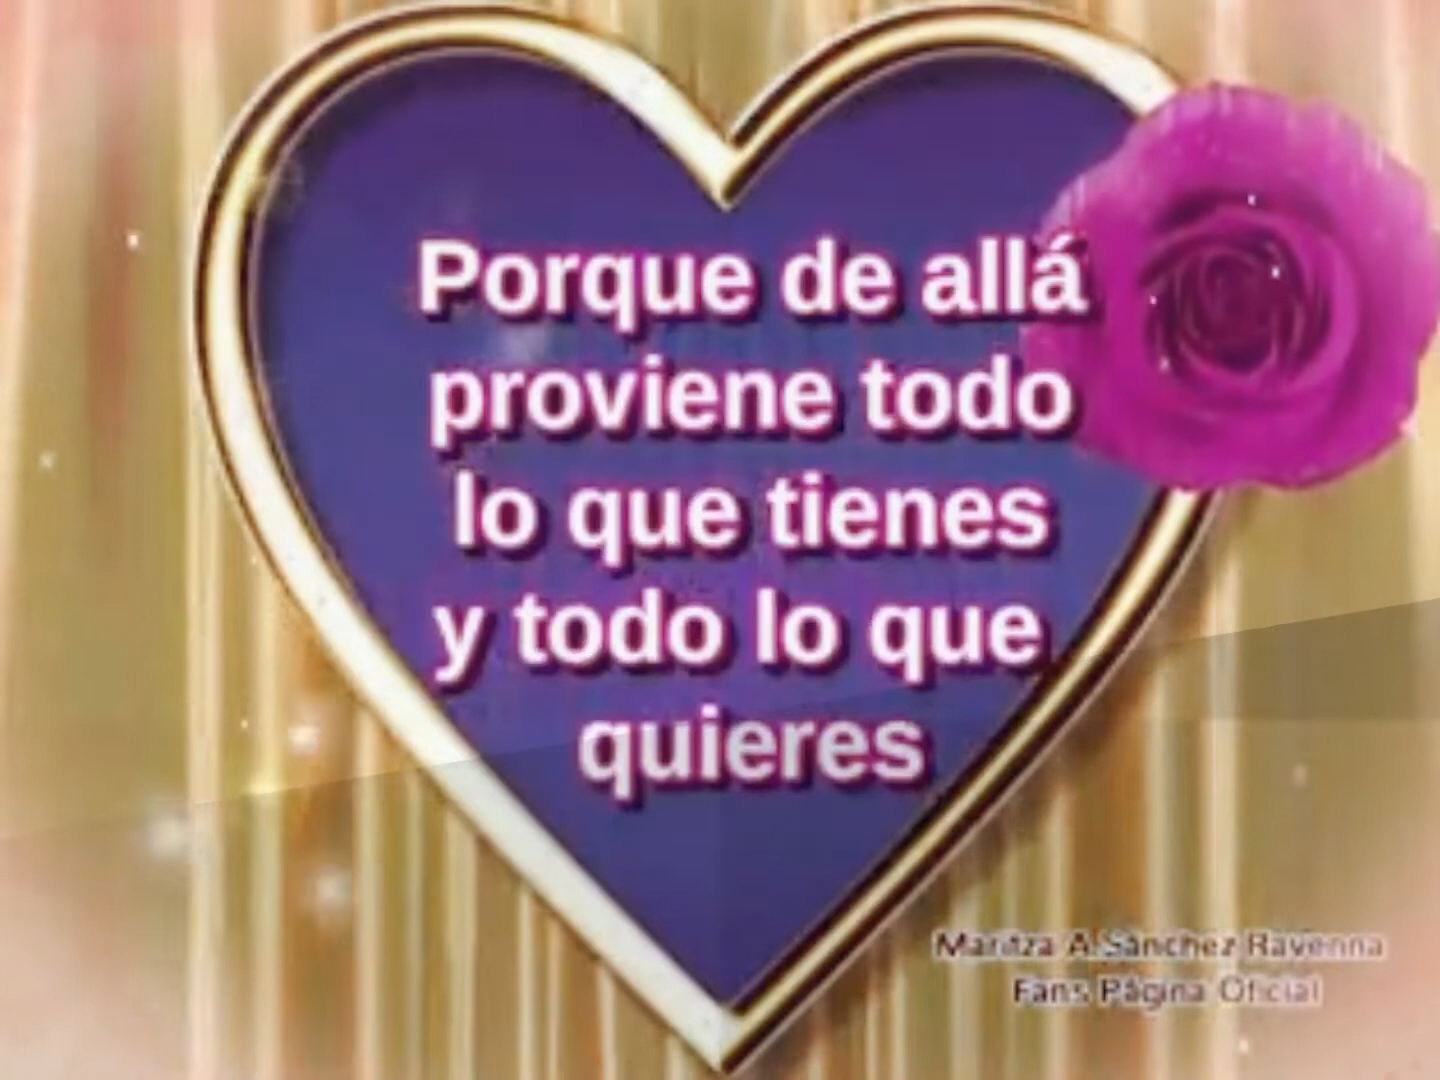 Porque de allá
proviene todo
lo que tienes
y todo lo que
quieres
Maritza A.Sánchez Ravenna
Fans Página Oficial